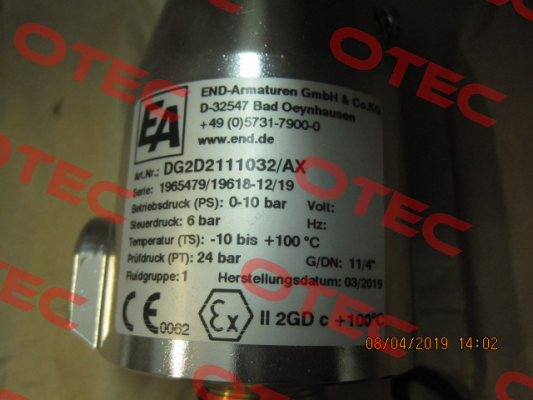 OTEC OTEC OTEC
EA
END-Armaturen GmbH & Co.KG
D-32547 Bad Oeynhausen
+49 (0)5731-7900-0
www.end.de
Art.Nr.: DG2D2111032/AX
Serie: 1965479/19618-12/19
Betriebsdruck (PS): 0-10 bar Volt:
Steuerdruck: 6 bar Hz:
Temperatur (TS): -10 bis +100 °C
Prüfdruck (PT): 24 bar G/DN: 11/4"
Fluidgruppe: 1 Herstellungsdatum: 03/2019
CE 0062 Ex II 2GD c +100°C
08/04/2019 14:02